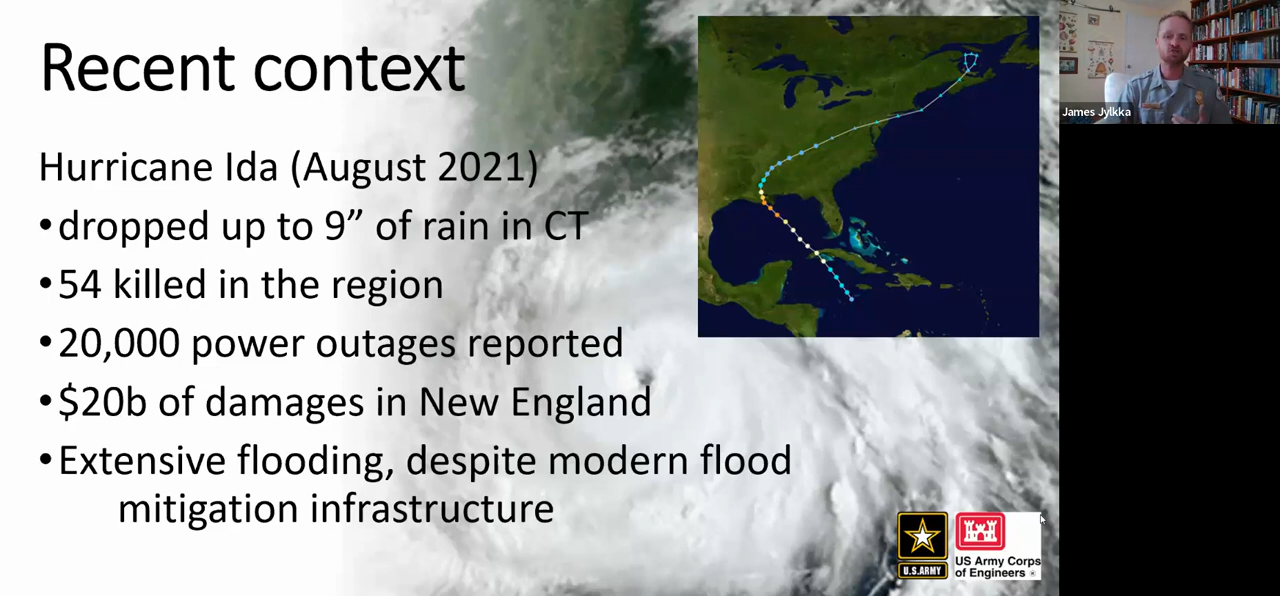 Recent context
James Jylkka
Hurricane Ida (August 2021)
•dropped up to 9” of rain in CT
•54 killed in the region
•20,000 power outages reported
•$20b of damages in New England
•Extensive flooding, despite modern flood
mitigation infrastructure
U.S.ARMY
US Army Corps
of Engineers ®